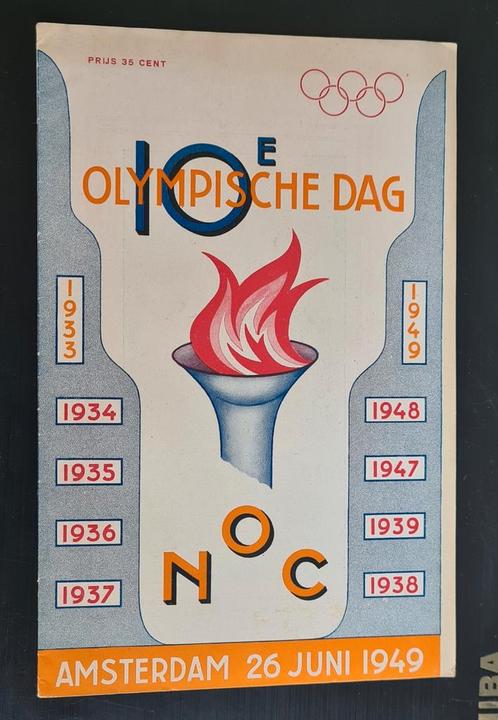 PRIJS 35 CENT
10E
OLYMPISCHE DAG
1933
1949
1934
1948
1935
1947
1936
1939
1937
1938
NOC
AMSTERDAM 26 JUNI 1949